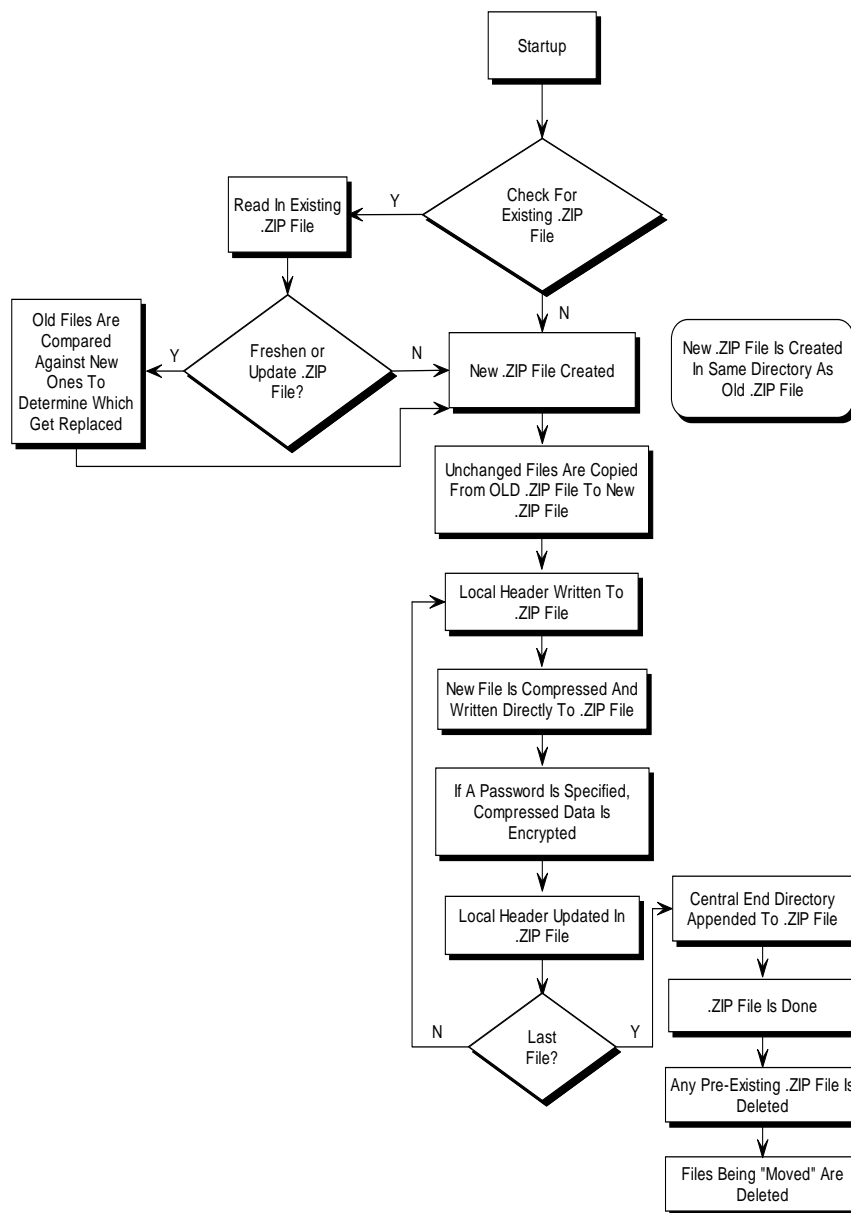 Startup
Check For
Existing .ZIP
File
Y
Read In Existing
.ZIP File
N
Freshen or
Update .ZIP
File?
Y
N
Old Files Are
Compared
Against New
Ones To
Determine Which
Get Replaced
New .ZIP File Created
New .ZIP File Is Created
In Same Directory As
Old .ZIP File
Unchanged Files Are Copied
From OLD .ZIP File To New
.ZIP File
Local Header Written To
.ZIP File
New File Is Compressed And
Written Directly To .ZIP File
If A Password Is Specified,
Compressed Data Is
Encrypted
Local Header Updated In
.ZIP File
Last
File?
N
Y
Central End Directory
Appended To .ZIP File
.ZIP File Is Done
Any Pre-Existing .ZIP File Is
Deleted
Files Being "Moved" Are
Deleted